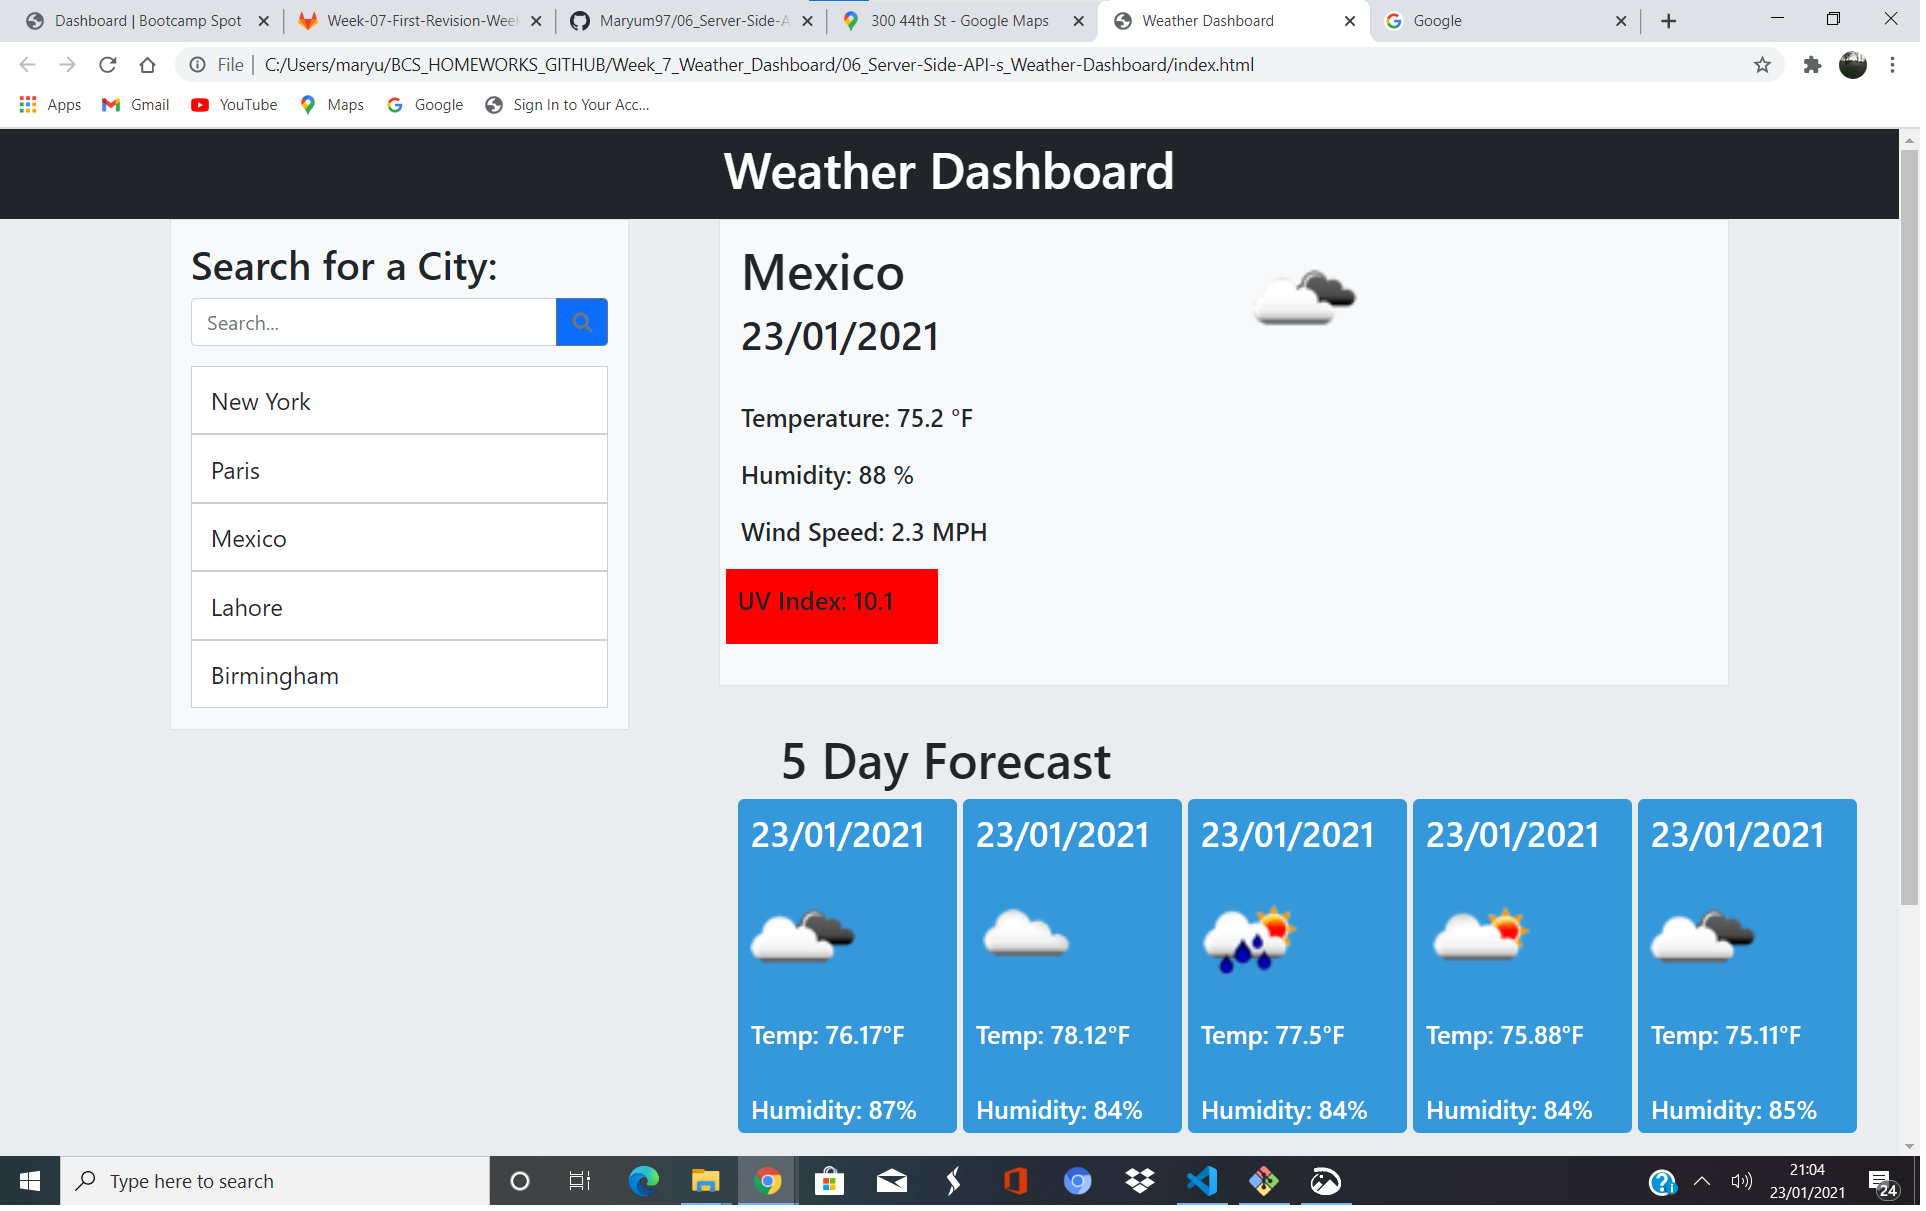 Dashboard | Bootcamp Spot
Week-07-First-Revision-Week
Maryum97/06_Server-Side-A
300 44th St - Google Maps
Weather Dashboard
Google
File
C:/Users/maryu/BCS_HOMEWORKS_GITHUB/Week_7_Weather_Dashboard/06_Server-Side-API-s_Weather-Dashboard/index.html
Apps
Gmail
YouTube
Maps
Google
Sign In to Your Acc...
Weather Dashboard
Search for a City:
Search...
New York
Paris
Mexico
Lahore
Birmingham
Mexico
23/01/2021
Temperature: 75.2 °F
Humidity: 88 %
Wind Speed: 2.3 MPH
UV Index: 10.1
5 Day Forecast
23/01/2021
Temp: 76.17°F
Humidity: 87%
23/01/2021
Temp: 78.12°F
Humidity: 84%
23/01/2021
Temp: 77.5°F
Humidity: 84%
23/01/2021
Temp: 75.88°F
Humidity: 84%
23/01/2021
Temp: 75.11°F
Humidity: 85%
Type here to search
21:04
23/01/2021
24